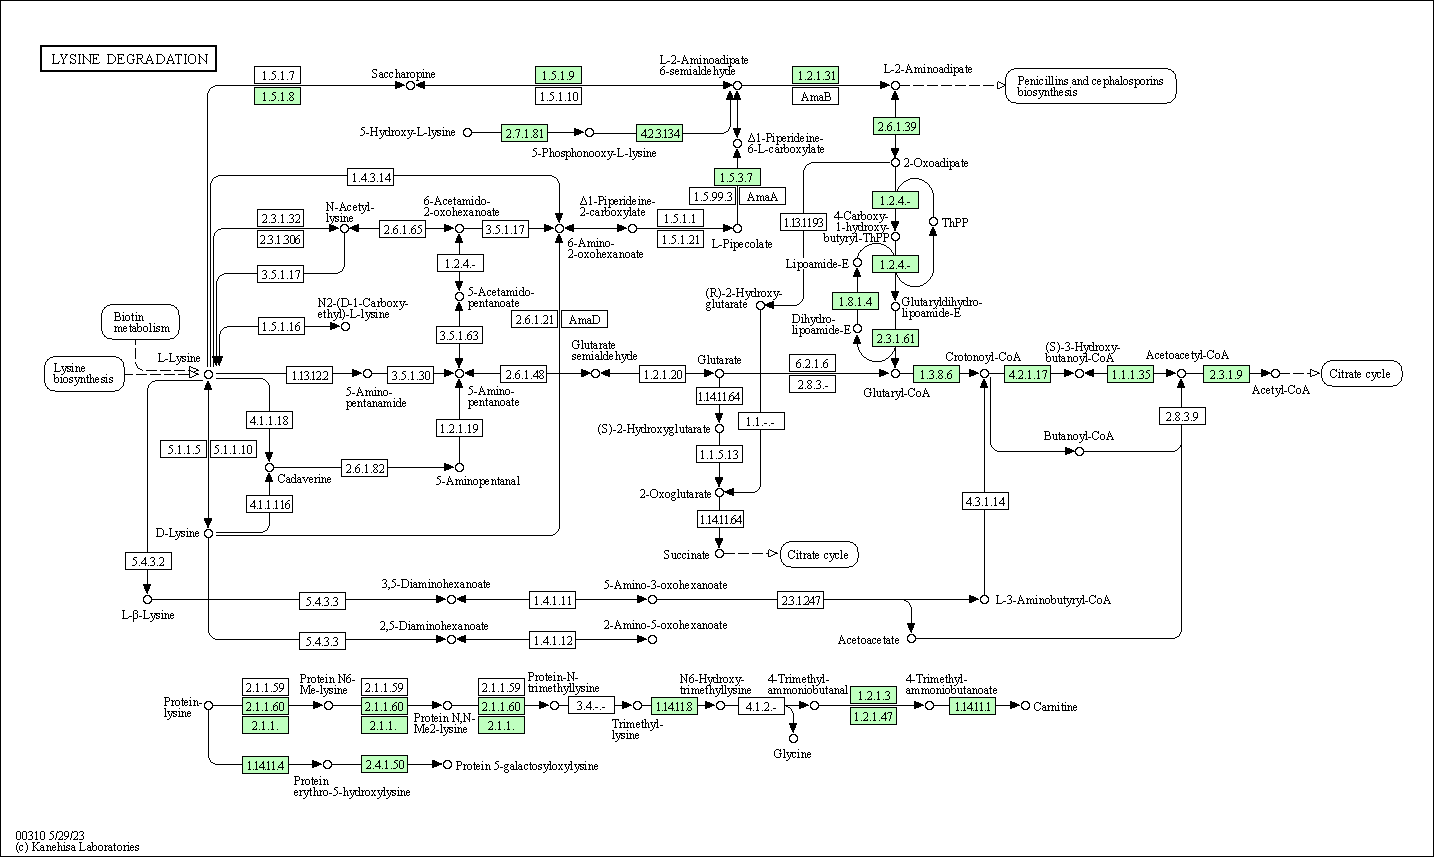 LYSINE DEGRADATION
1.5.1.7
1.5.1.8
Saccharopine
1.5.1.9
1.5.1.10
L-2-Aminoadipate
6-semialdehyde
1.2.1.31
AmaB
L-2-Aminoadipate
Penicillins and cephalosporins
biosynthesis
5-Hydroxy-L-lysine
2.7.1.81
5-Phosphonooxy-L-lysine
4.2.3.134
Δ1-Piperideine-
6-L-carboxylate
2.6.1.39
2-Oxoadipate
1.4.3.14
1.5.3.7
1.5.99.3
AmaA
1.2.4.-
N-Acetyl-
lysine
2.3.1.32
2.3.1.306
2.6.1.65
6-Acetamido-
2-oxohexanoate
3.5.1.17
Δ1-Piperideine-
2-carboxylate
6-Amino-
2-oxohexanoate
1.5.1.1
1.5.1.21
L-Pipecolate
1.13.11.93
4-Carboxy-
1-hydroxy-
butyryl-ThPP
ThPP
3.5.1.17
1.2.4.-
Lipoamide-E
1.2.4.-
5-Acetamido-
pentanoate
(R)-2-Hydroxy-
glutarate
1.8.1.4
Glutaryldihydro-
lipoamide-E
Dihydro-
lipoamide-E
2.3.1.61
N2-(D-1-Carboxy-
ethyl)-L-lysine
1.5.1.16
3.5.1.63
2.6.1.21
AmaD
Biotin
metabolism
Lysine
biosynthesis
L-Lysine
1.13.12.2
5-Amino-
pentanamide
3.5.1.30
5-Amino-
pentanoate
2.6.1.48
Glutarate
semialdehyde
1.2.1.20
Glutarate
6.2.1.6
2.8.3.-
Glutaryl-CoA
1.3.8.6
Crotonoyl-CoA
4.2.1.17
(S)-3-Hydroxy-
butanoyl-CoA
1.1.1.35
Acetoacetyl-CoA
2.3.1.9
Acetyl-CoA
Citrate cycle
1.14.11.64
4.1.1.18
1.2.1.19
(S)-2-Hydroxyglutarate
1.1.-.-
2.8.3.9
Butanoyl-CoA
5.1.1.5
5.1.1.10
1.1.5.13
Cadaverine
2.6.1.82
5-Aminopentanal
2-Oxoglutarate
4.1.1.116
1.14.11.64
4.3.1.14
D-Lysine
Succinate
Citrate cycle
5.4.3.2
L-β-Lysine
5.4.3.3
3,5-Diaminohexanoate
1.4.1.11
5-Amino-3-oxohexanoate
2.3.1.247
L-3-Aminobutyryl-CoA
5.4.3.3
2,5-Diaminohexanoate
1.4.1.12
2-Amino-5-oxohexanoate
Acetoacetate
Protein-
lysine
2.1.1.59
2.1.1.60
2.1.1.
Protein N6-
Me-lysine
2.1.1.59
2.1.1.60
2.1.1.
Protein N,N-
Me2-lysine
2.1.1.59
2.1.1.60
2.1.1.
Protein-N-
trimethyllysine
3.4.-.-
Trimethyl-
lysine
1.14.11.8
N6-Hydroxy-
trimethyllysine
4.1.2.-
Glycine
4-Trimethyl-
ammoniobutanal
1.2.1.3
1.2.1.47
4-Trimethyl-
ammoniobutanoate
1.14.11.1
Carnitine
1.14.11.4
Protein
erythro-5-hydroxylysine
2.4.1.50
Protein 5-galactosyloxylysine
00310 5/29/23
(c) Kanehisa Laboratories